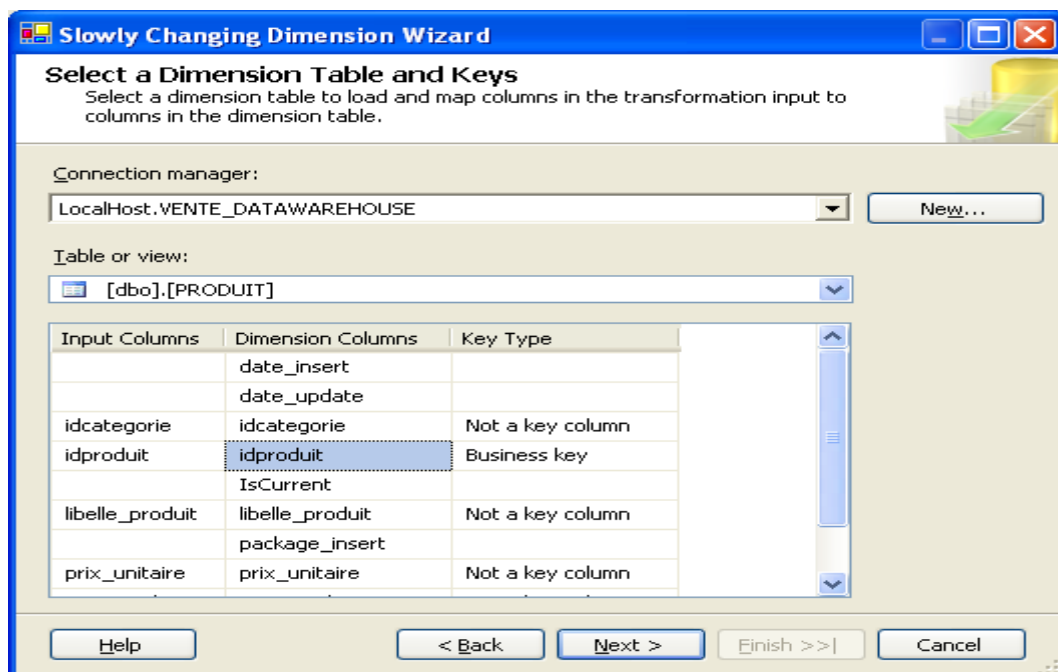 Slowly Changing Dimension Wizard
Select a Dimension Table and Keys
Select a dimension table to load and map columns in the transformation input to
columns in the dimension table.
Connection manager:
LocalHost.VENTE_DATAWAREHOUSE
New...
Table or view:
[dbo].[PRODUIT]
Input Columns Dimension Columns Key Type
date_insert
date_update
idcategorie idcategorie Not a key column
idproduit idproduit Business key
IsCurrent
libelle_produit libelle_produit Not a key column
package_insert
prix_unitaire prix_unitaire Not a key column
Help < Back Next > Finish >>| Cancel